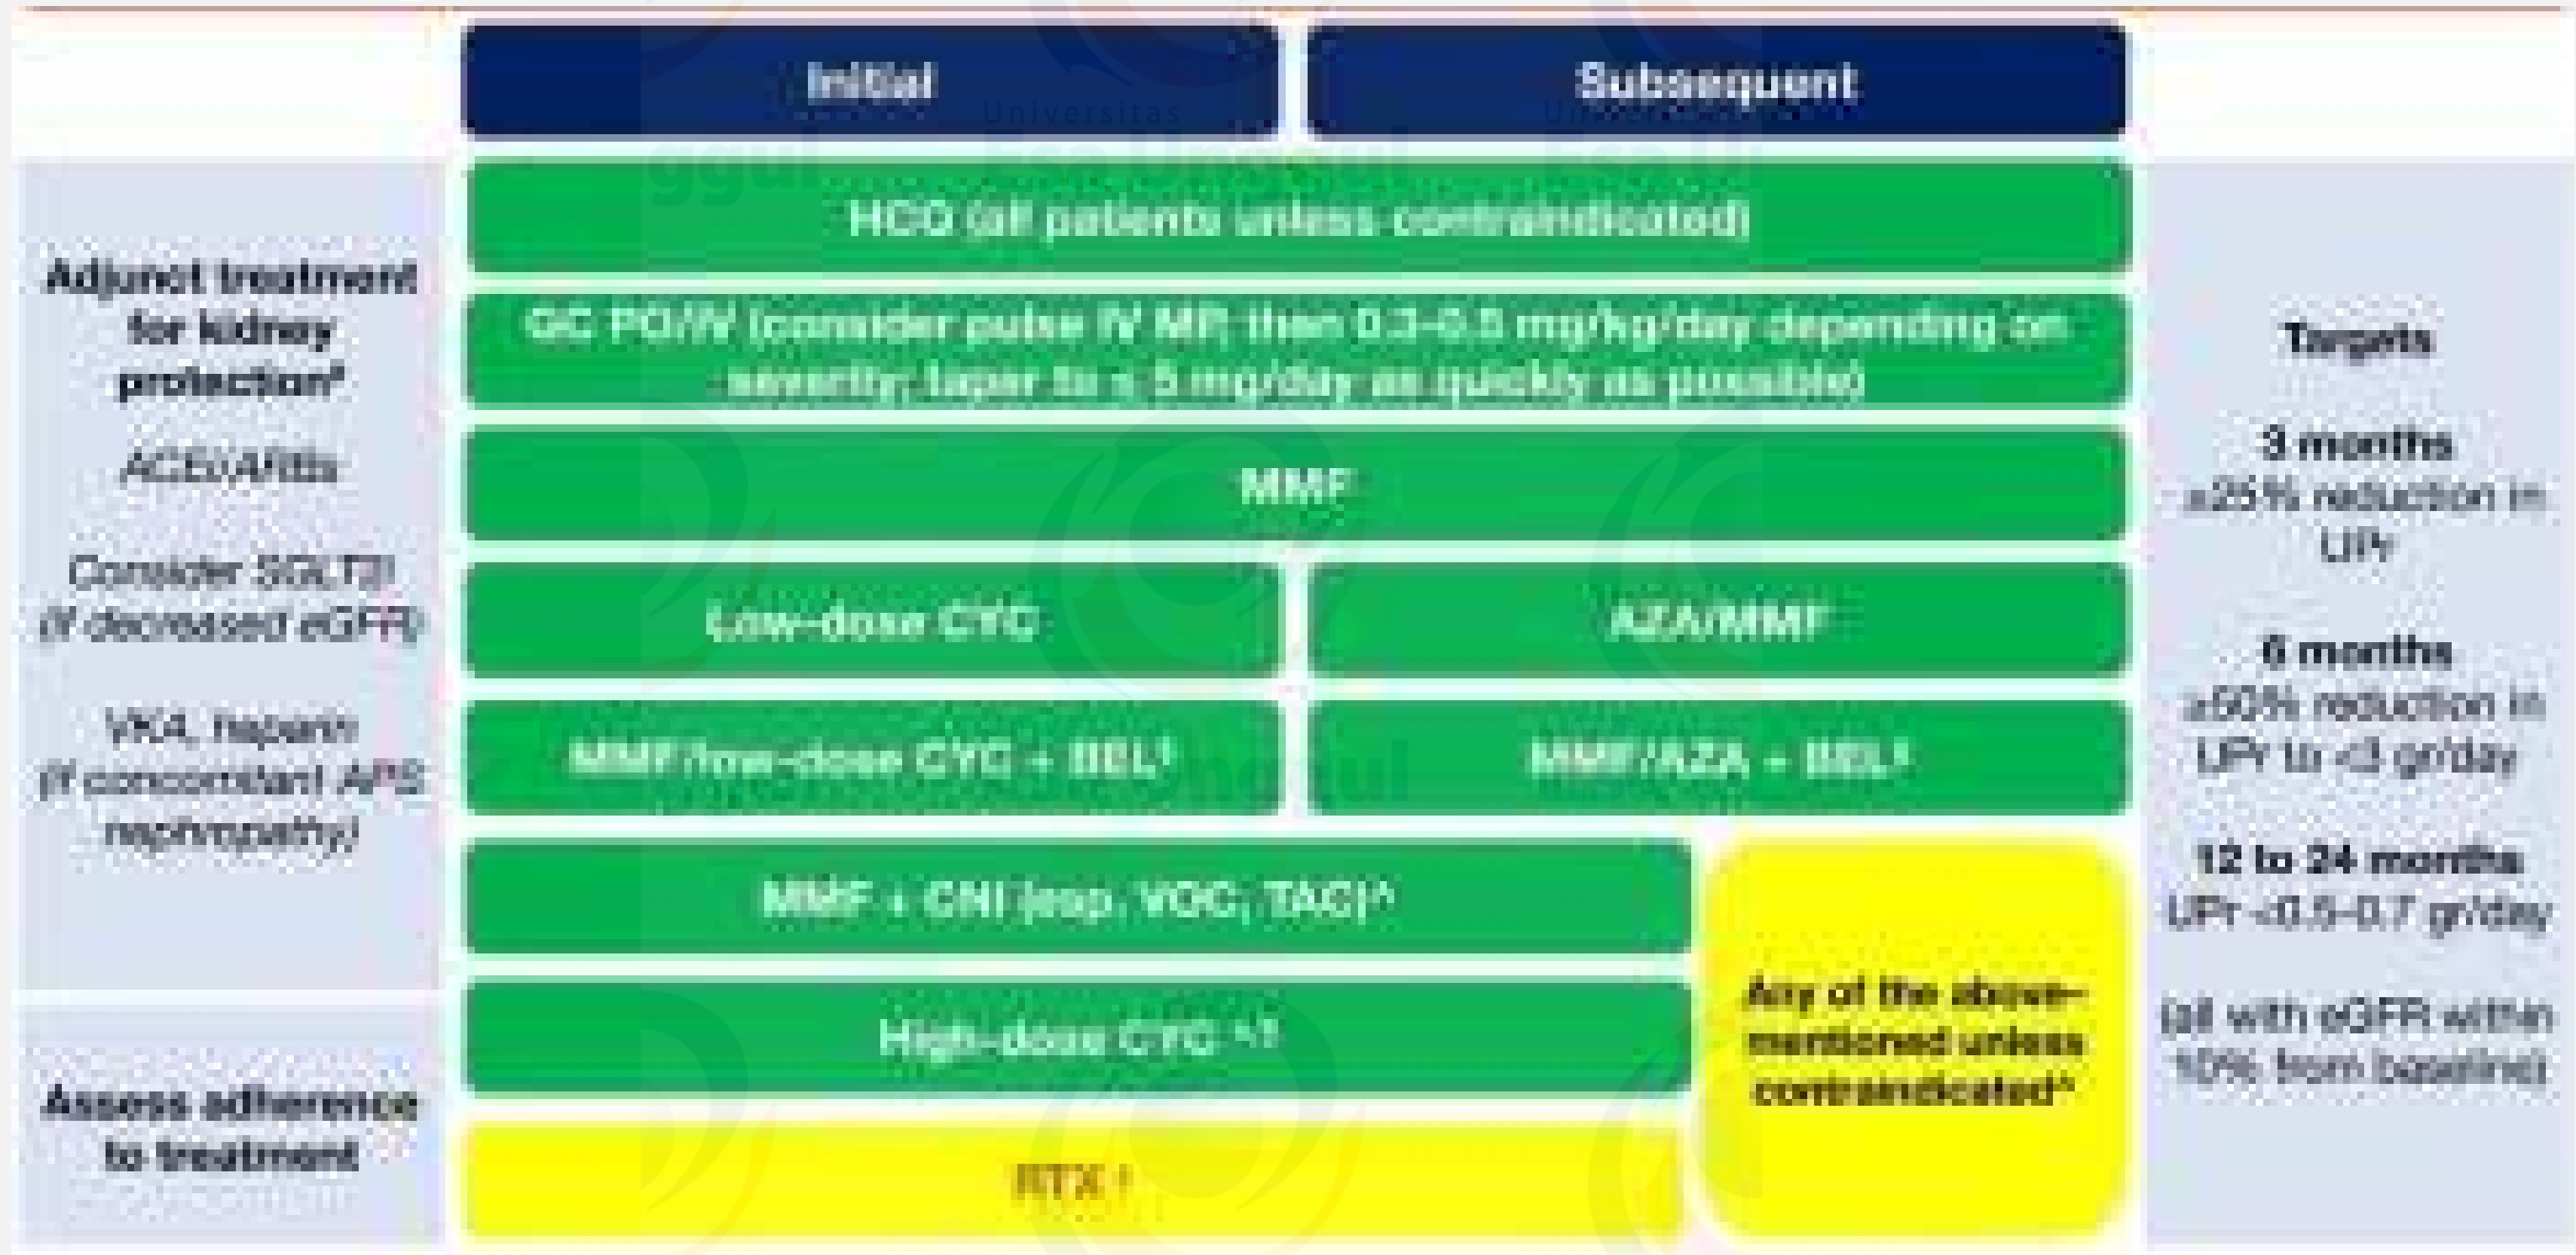 Initial
Subsequent
Adjunct treatment
for kidney
protection
ACEi/ARBs
Consider SGLT2i
(if decreased eGFR)
VKA, heparin
(if concomitant APS
nephropathy)
Assess adherence
to treatment
HCQ (all patients unless contraindicated)
GC PO/IV (consider pulse IV MP, then 0.3-0.5 mg/kg/day depending on
severity; taper to ≤ 5 mg/day as quickly as possible)
MMF
Low-dose CYC
AZA/MMF
MMF/low-dose CYC + BEL
MMF/AZA + BEL
MMF + CNI (esp. VOC, TAC)^
High-dose CYC
RTX
Any of the above-
mentioned unless
contraindicated^
Targets
3 months
≥25% reduction in
UPr
6 months
≥50% reduction in
UPr to <3 gr/day
12 to 24 months
UPr <0.5-0.7 gr/day
(all with eGFR within
10% from baseline)
Universitas
Esa Unggul
ggul